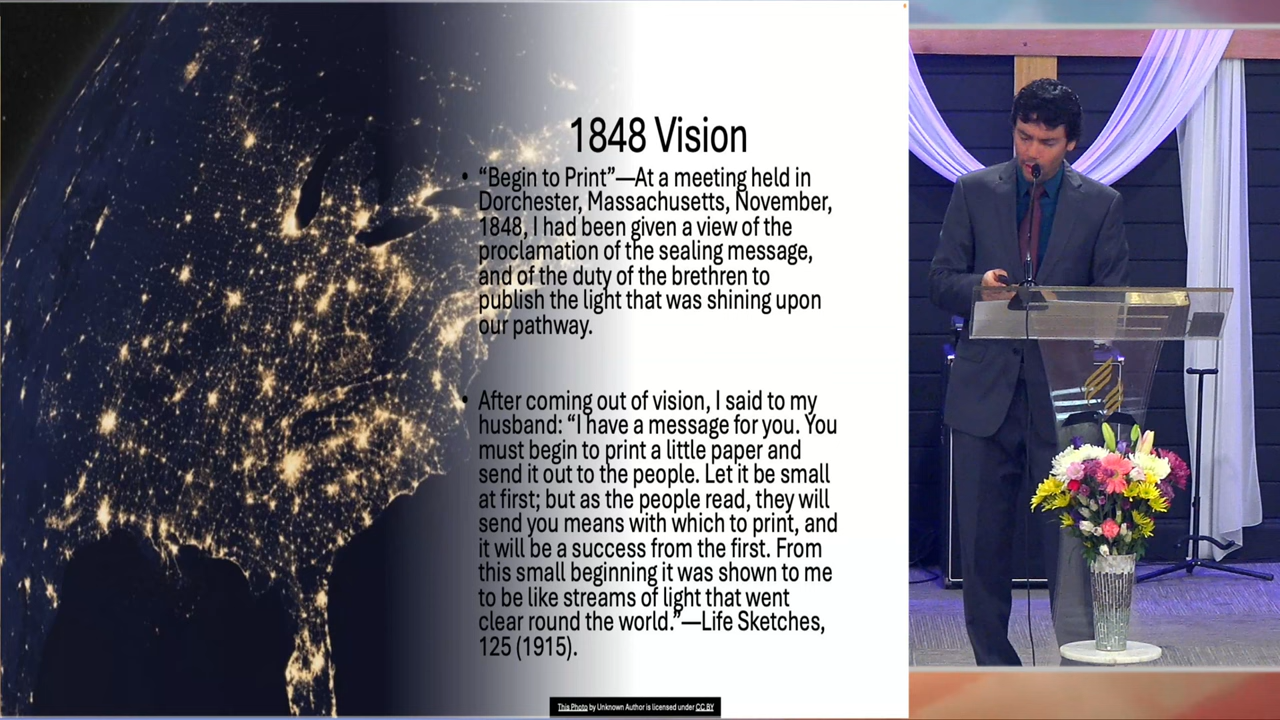 1848 Vision
• “Begin to Print”—At a meeting held in
Dorchester, Massachusetts, November,
1848, I had been given a view of the
proclamation of the sealing message,
and of the duty of the brethren to
publish the light that was shining upon
our pathway.
• After coming out of vision, I said to my
husband: “I have a message for you. You
must begin to print a little paper and
send it out to the people. Let it be small
at first; but as the people read, they will
send you means with which to print, and
it will be a success from the first. From
this small beginning it was shown to me
to be like streams of light that went
clear round the world.”—Life Sketches,
125 (1915).
This Photo by Unknown Author is licensed under CC BY